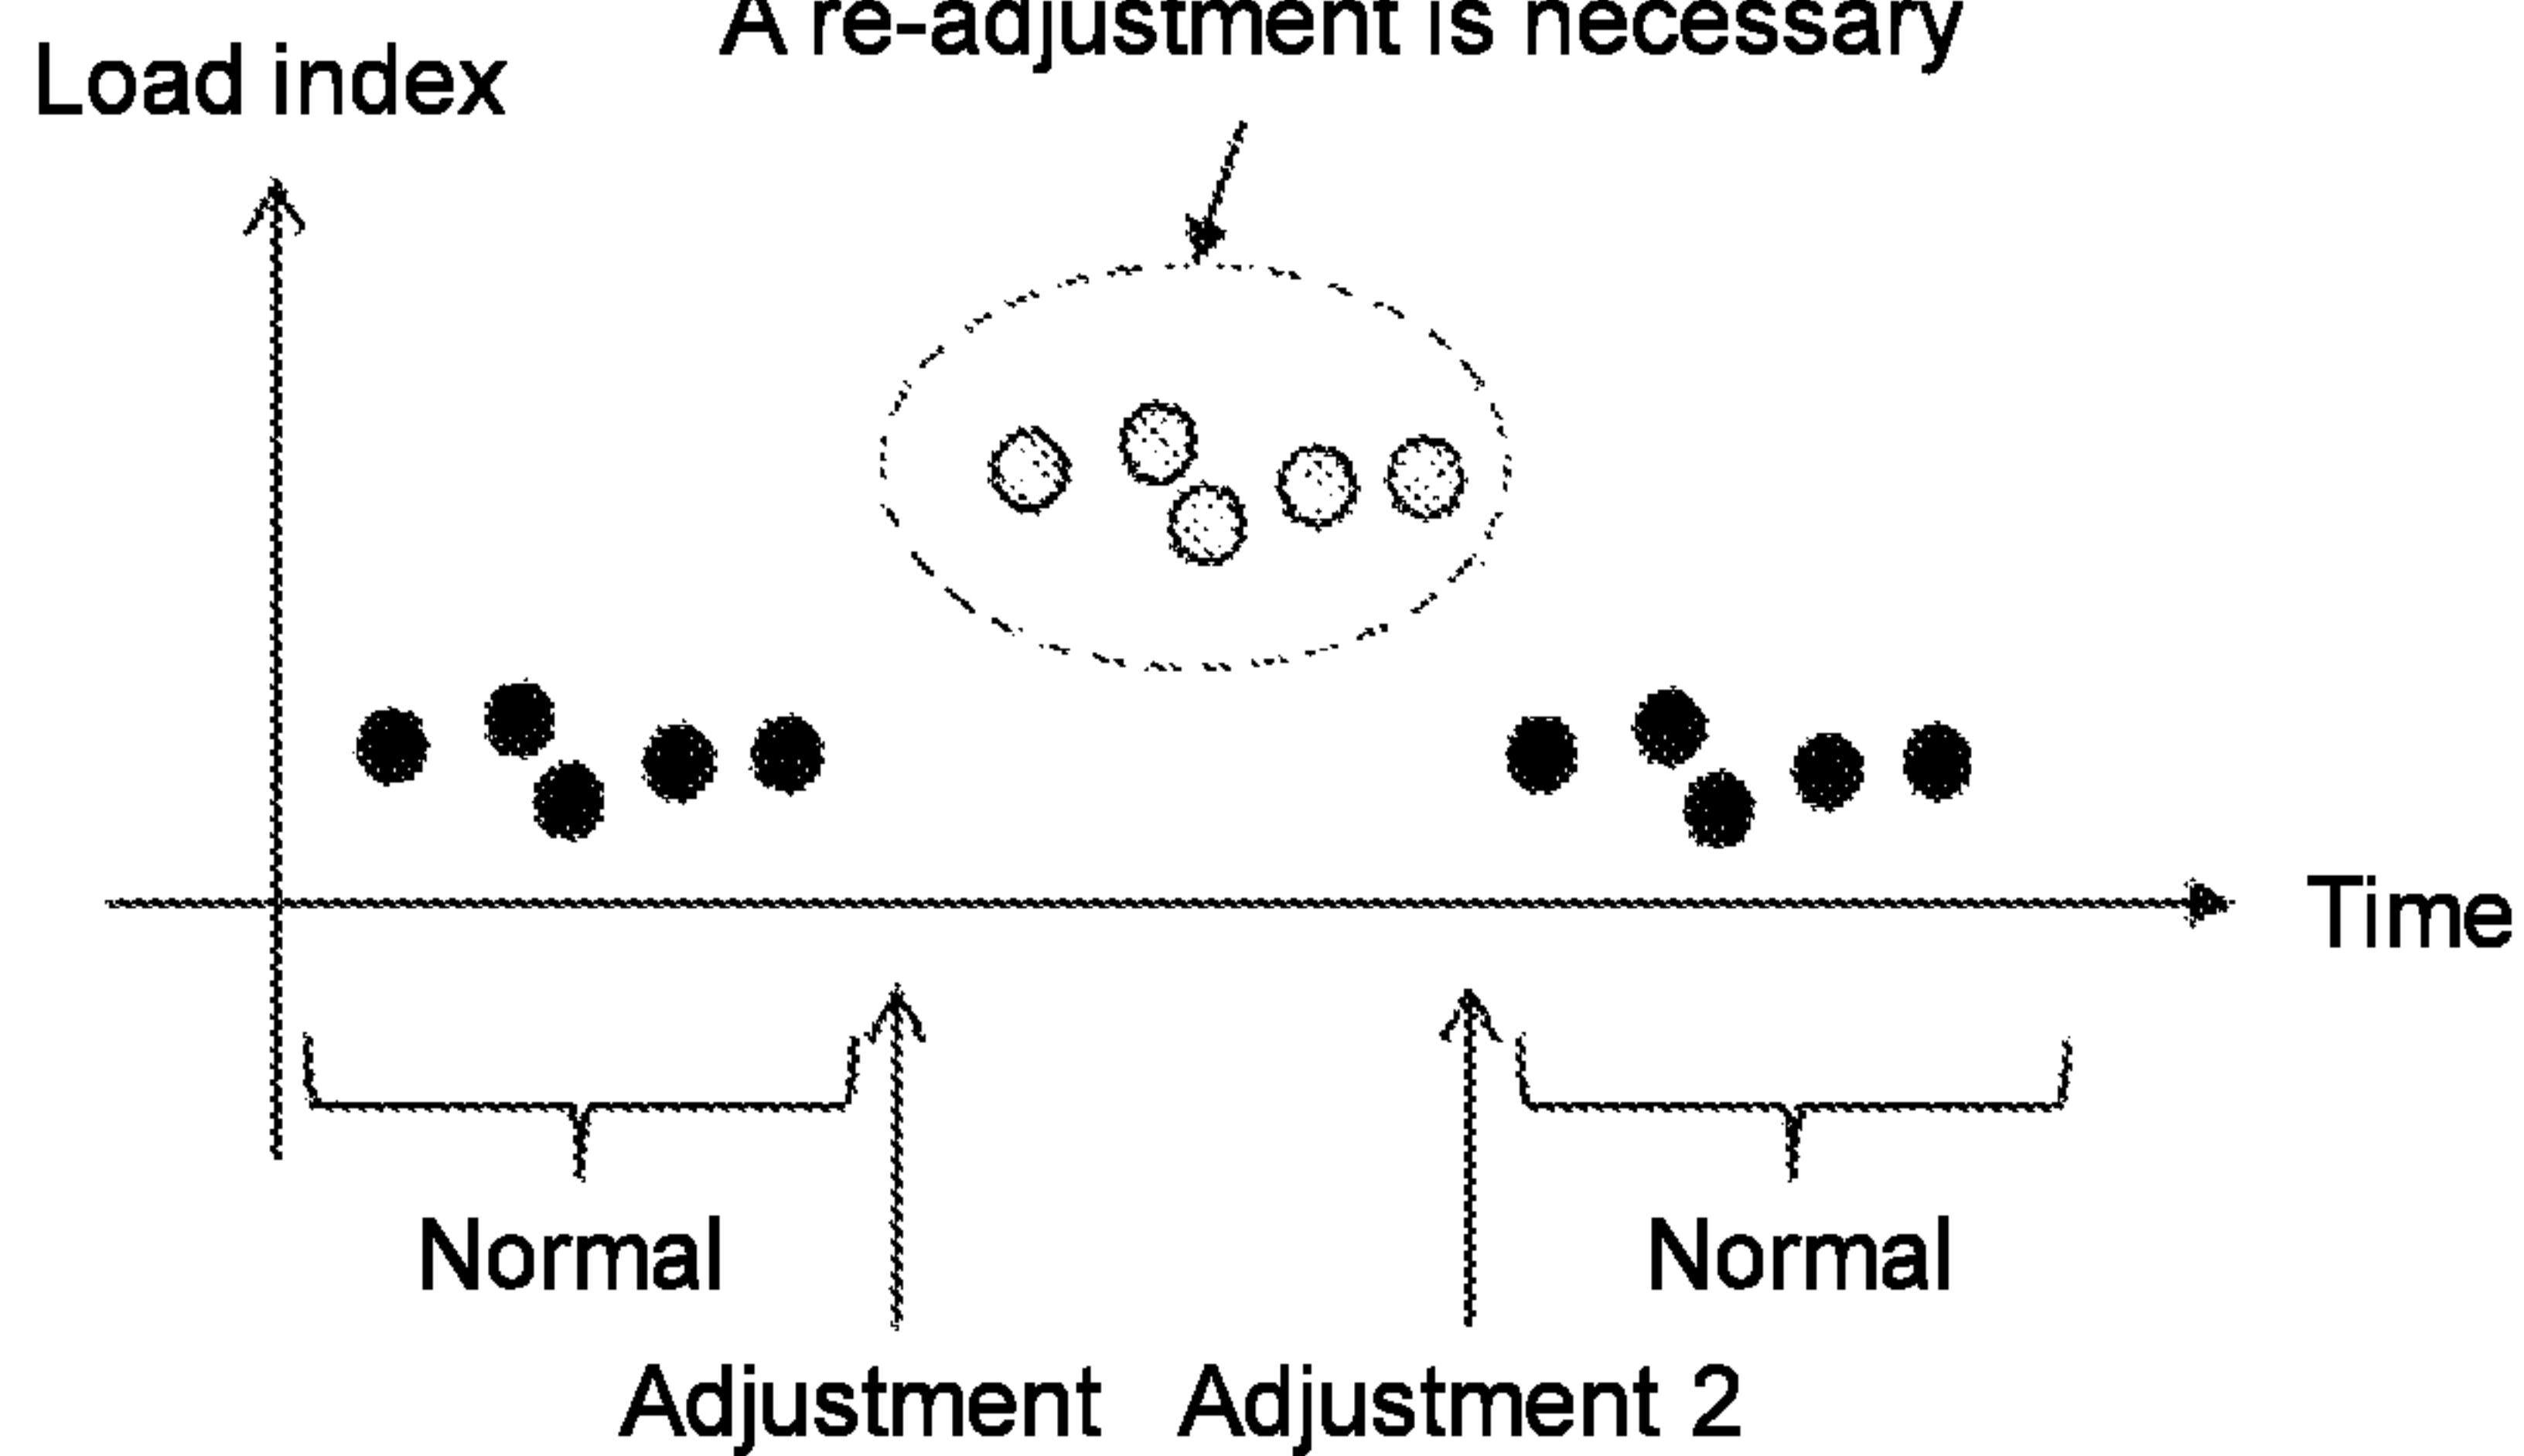 A re-adjustment is necessary
Load index
Time
Normal
Normal
Adjustment
Adjustment 2